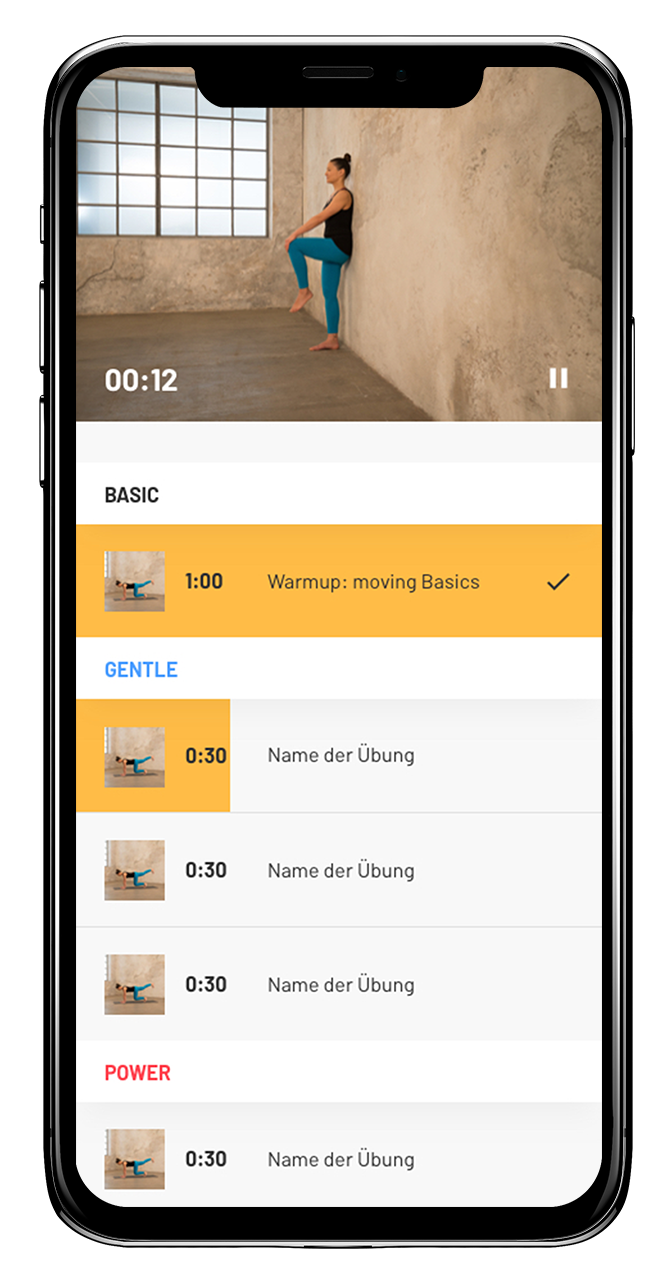 00:12
BASIC
1:00 Warmup: moving Basics
GENTLE
0:30 Name der Übung
0:30 Name der Übung
0:30 Name der Übung
POWER
0:30 Name der Übung